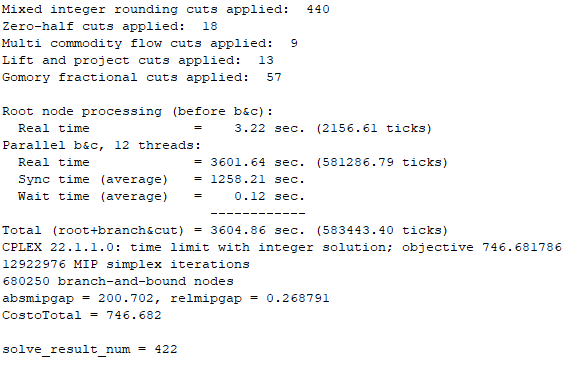 Mixed integer rounding cuts applied:  440
Zero-half cuts applied:  18
Multi commodity flow cuts applied:  9
Lift and project cuts applied:  13
Gomory fractional cuts applied:  57

Root node processing (before b&c):
  Real time             =    3.22 sec. (2156.61 ticks)
Parallel b&c, 12 threads:
  Real time             = 3601.64 sec. (581286.79 ticks)
  Sync time (average)   = 1258.21 sec.
  Wait time (average)   =    0.12 sec.
                          ------------
Total (root+branch&cut) = 3604.86 sec. (583443.40 ticks)
CPLEX 22.1.1.0: time limit with integer solution; objective 746.681786
12922976 MIP simplex iterations
680250 branch-and-bound nodes
absmipgap = 200.702, relmipgap = 0.268791
CostoTotal = 746.682

solve_result_num = 422